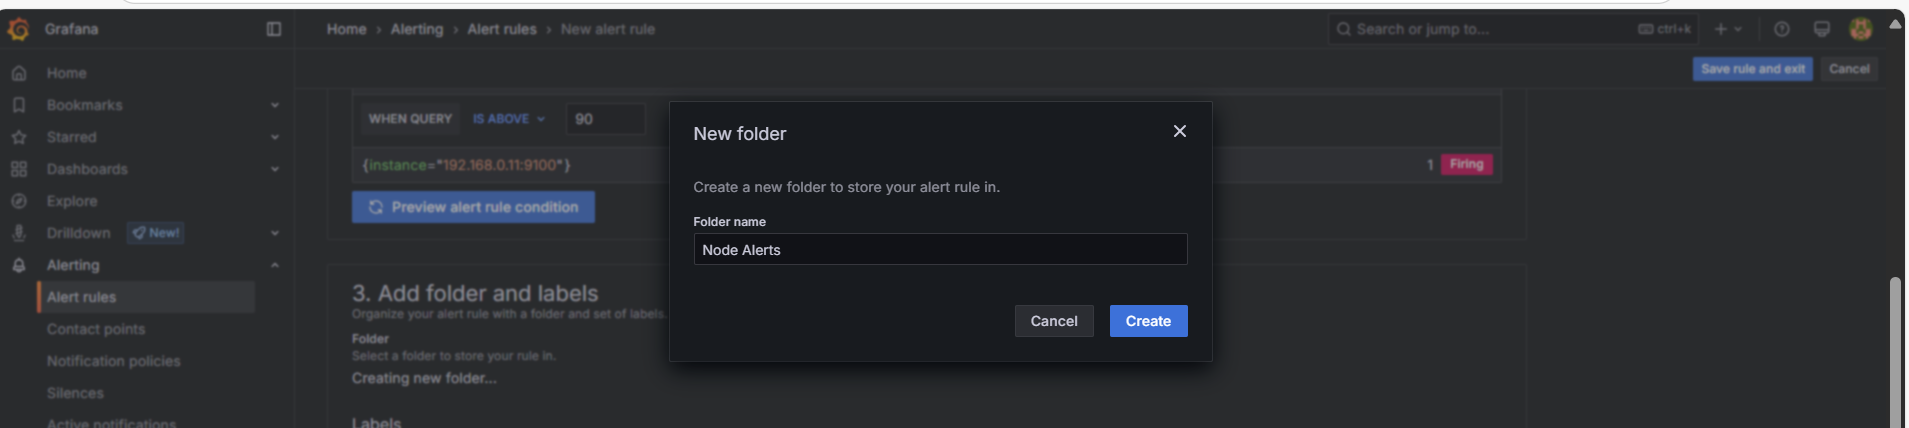 Grafana
Home › Alerting › Alert rules › New alert rule
Search or jump to...
ctrl+k
Save rule and exit
Cancel
Home
Bookmarks
Starred
Dashboards
Explore
Drilldown
New!
Alerting
Alert rules
Contact points
Notification policies
Silences
Active notifications
WHEN QUERY
IS ABOVE
90
{instance="192.168.0.11:9100"}
1
Firing
Preview alert rule condition
3. Add folder and labels
Organize your alert rule with a folder and set of labels.
Folder
Select a folder to store your rule in.
Creating new folder...
Labels
New folder
Create a new folder to store your alert rule in.
Folder name
Node Alerts
Cancel
Create